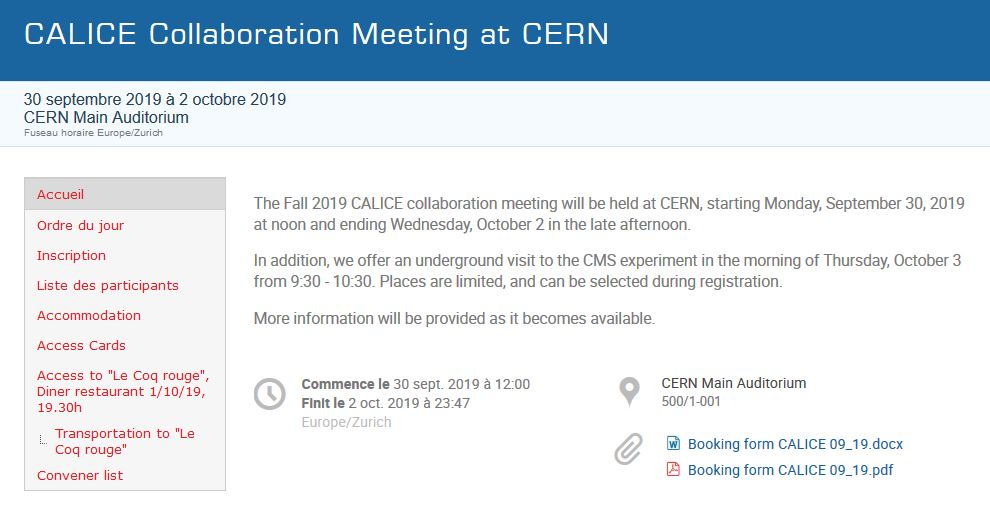 CALICE Collaboration Meeting at CERN
30 septembre 2019 à 2 octobre 2019
CERN Main Auditorium
Fuseau horaire Europe/Zurich
Accueil
Ordre du jour
Inscription
Liste des participants
Accommodation
Access Cards
Access to "Le Coq rouge",
Diner restaurant 1/10/19,
19.30h
Transportation to "Le
Coq rouge"
Convener list
The Fall 2019 CALICE collaboration meeting will be held at CERN, starting Monday, September 30, 2019
at noon and ending Wednesday, October 2 in the late afternoon.
In addition, we offer an underground visit to the CMS experiment in the morning of Thursday, October 3
from 9:30 - 10:30. Places are limited, and can be selected during registration.
More information will be provided as it becomes available.
Commence le 30 sept. 2019 à 12:00
Finit le 2 oct. 2019 à 23:47
Europe/Zurich
CERN Main Auditorium
500/1-001
Booking form CALICE 09_19.docx
Booking form CALICE 09_19.pdf